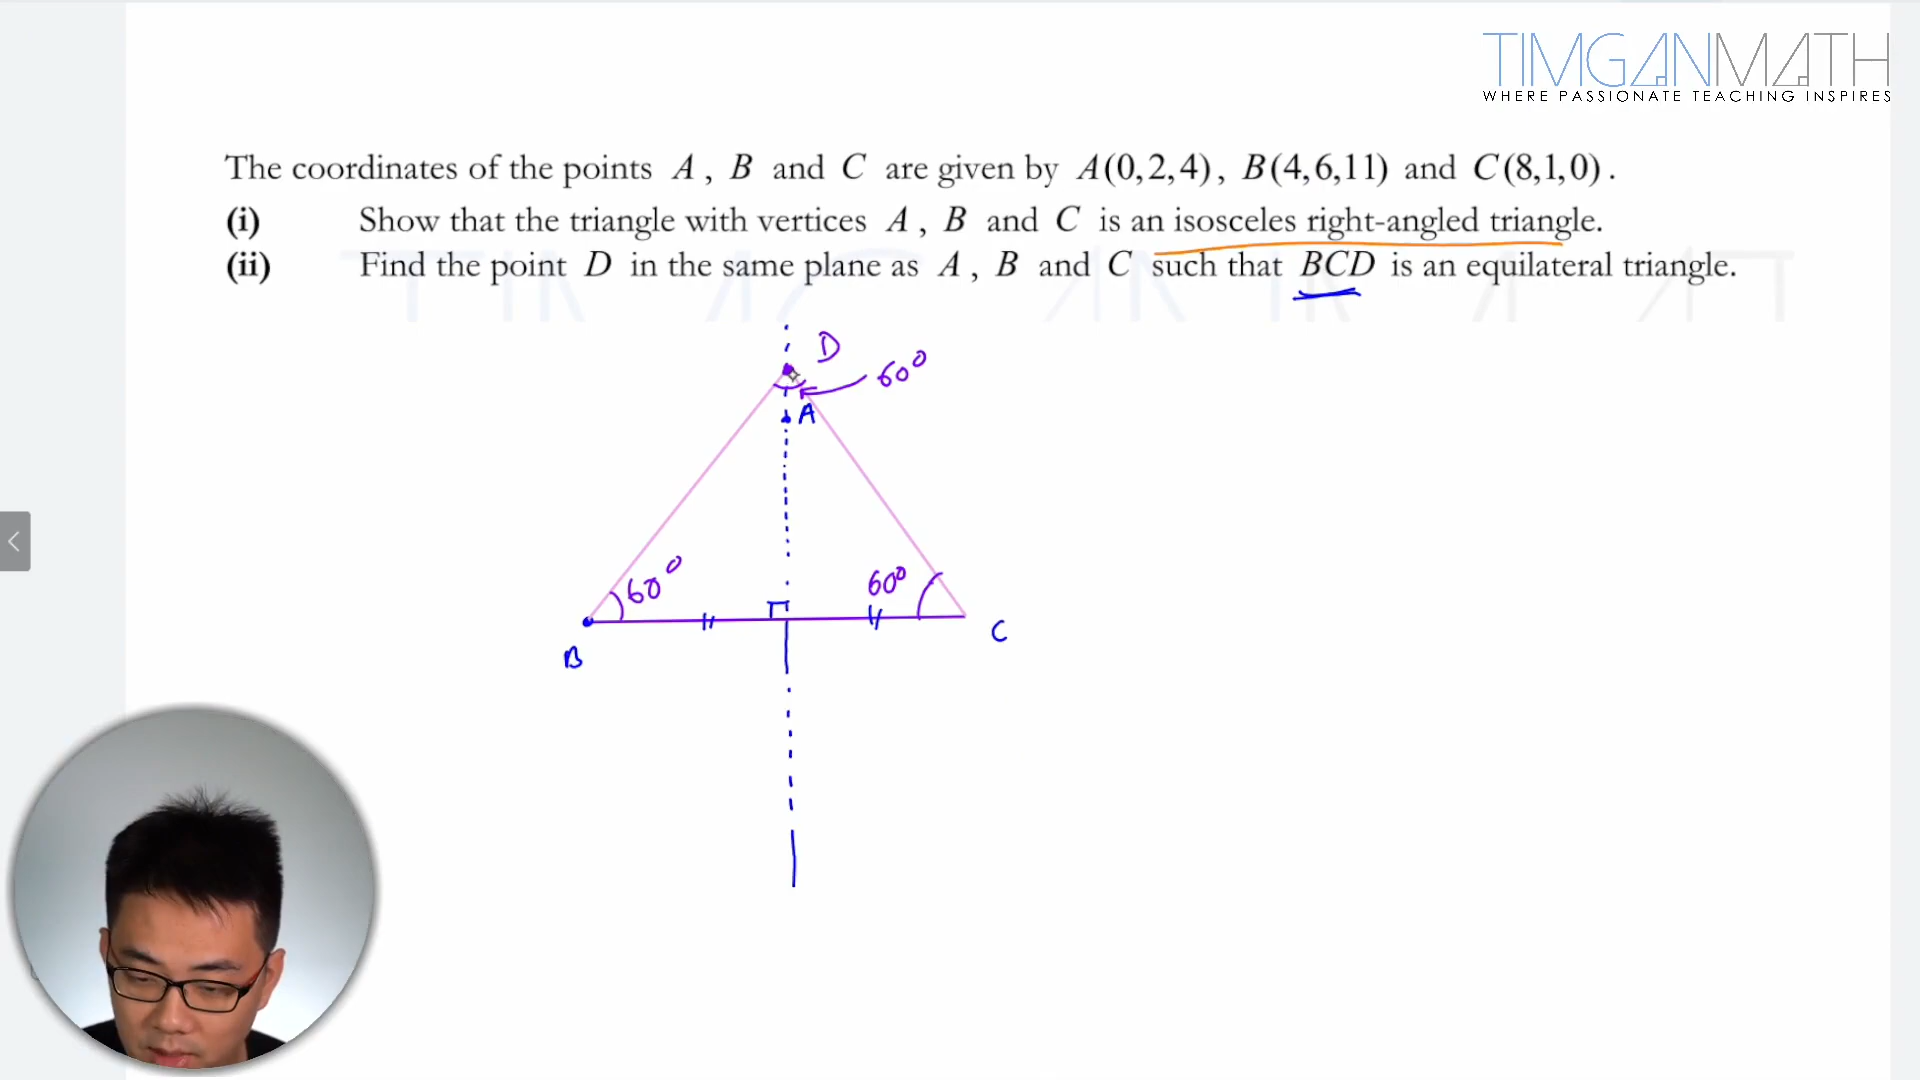 TIMGANMATH
WHERE PASSIONATE TEACHING INSPIRES
The coordinates of the points A, B and C are given by A(0,2,4), B(4,6,11) and C(8,1,0).
(i) Show that the triangle with vertices A, B and C is an isosceles right-angled triangle.
(ii) Find the point D in the same plane as A, B and C such that BCD is an equilateral triangle.
D
60°
A
60°
60°
B
C